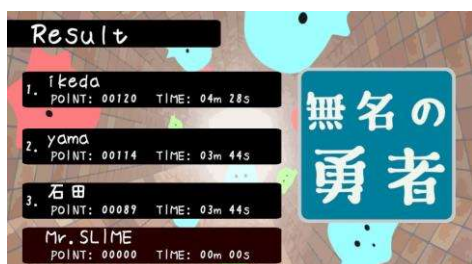 Result
1. ikeda
POINT: 00120 TIME: 04m 28s
2. yama
POINT: 00114 TIME: 03m 44s
3. 石田
POINT: 00089 TIME: 03m 44s
Mr.SLIME
POINT: 00000 TIME: 00m 00s
無名の
勇者